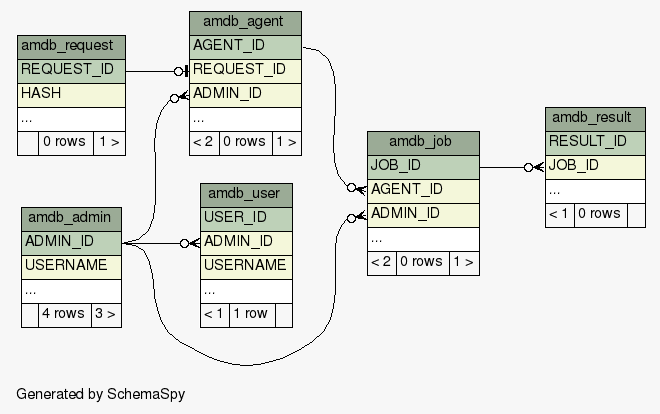 amdb_request
REQUEST_ID
HASH
...
0 rows 1 >
amdb_agent
AGENT_ID
REQUEST_ID
ADMIN_ID
...
< 2 0 rows 1 >
amdb_admin
ADMIN_ID
USERNAME
...
4 rows 3 >
amdb_user
USER_ID
ADMIN_ID
USERNAME
...
< 1 1 row
amdb_job
JOB_ID
AGENT_ID
ADMIN_ID
...
< 2 0 rows 1 >
amdb_result
RESULT_ID
JOB_ID
...
< 1 0 rows
Generated by SchemaSpy